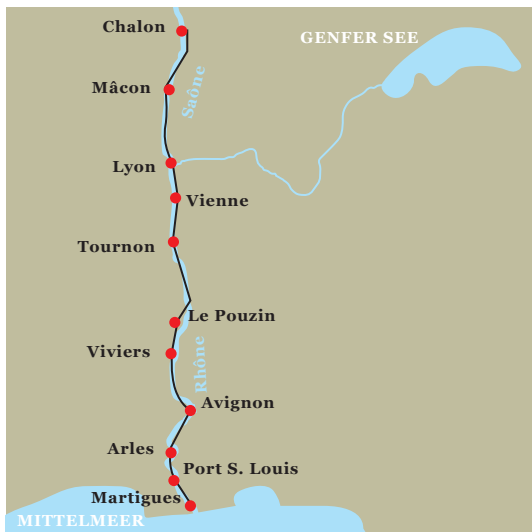 Chalon
GENFER SEE
Mâcon
Saône
Lyon
Vienne
Tournon
Le Pouzin
Viviers
Rhône
Avignon
Arles
Port S. Louis
Martigues
MITTELMEER